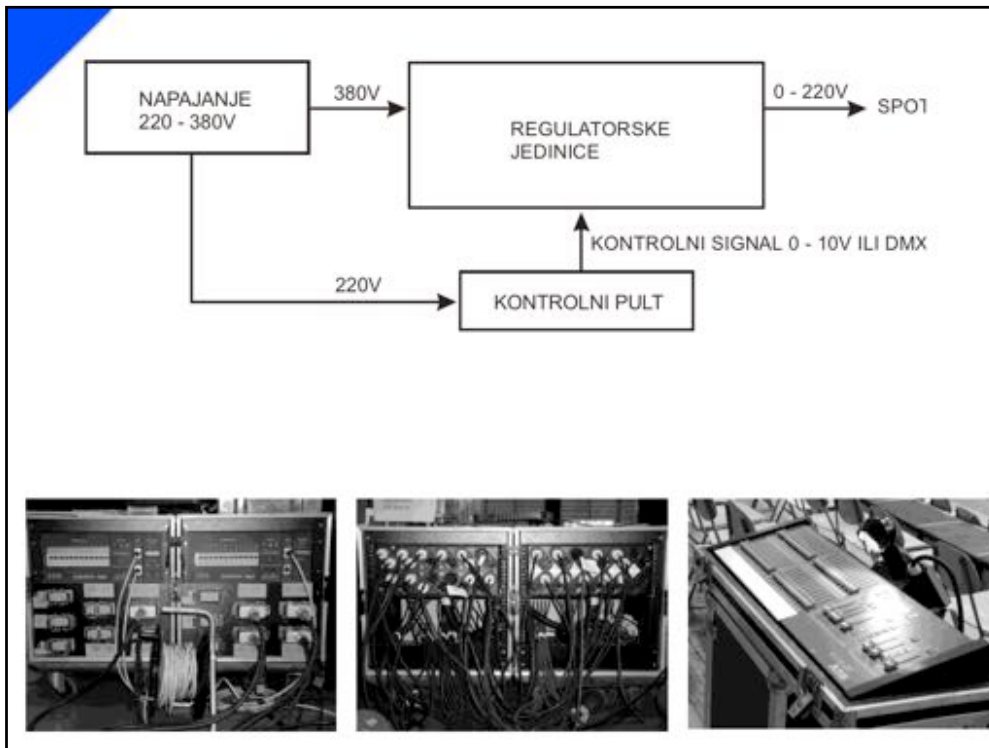 NAPAJANJE
220 - 380V
380V
REGULATORSKE
JEDINICE
0 - 220V
SPOT
KONTROLNI SIGNAL 0 - 10V ILI DMX
220V
KONTROLNI PULT